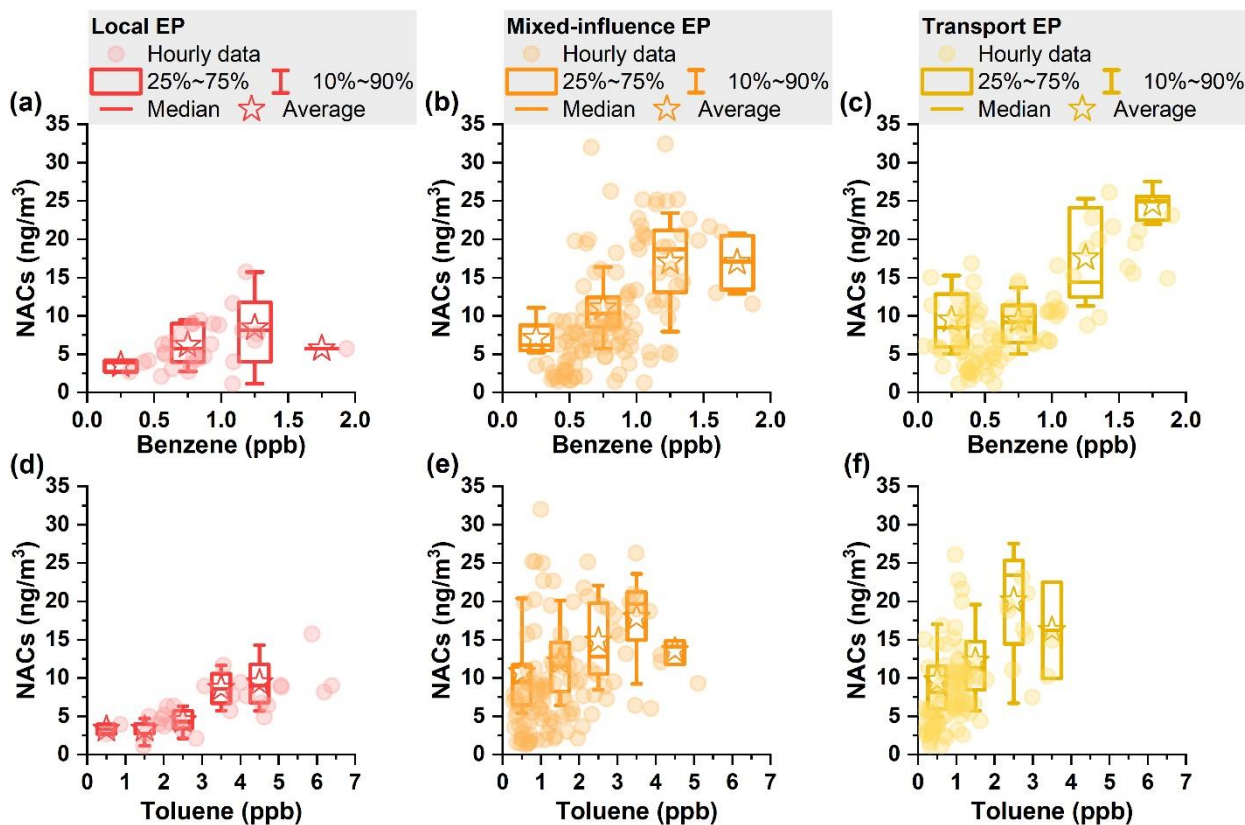 Local EP
Hourly data
25%~75% 10%~90%
Median Average
Mixed-influence EP
Hourly data
25%~75% 10%~90%
Median Average
Transport EP
Hourly data
25%~75% 10%~90%
Median Average
(a)
NACs (ng/m³)
35
30
25
20
15
10
5
0
0.0 0.5 1.0 1.5 2.0
Benzene (ppb)
(b)
NACs (ng/m³)
35
30
25
20
15
10
5
0
0.0 0.5 1.0 1.5 2.0
Benzene (ppb)
(c)
NACs (ng/m³)
35
30
25
20
15
10
5
0
0.0 0.5 1.0 1.5 2.0
Benzene (ppb)
(d)
NACs (ng/m³)
35
30
25
20
15
10
5
0
0 1 2 3 4 5 6 7
Toluene (ppb)
(e)
NACs (ng/m³)
35
30
25
20
15
10
5
0
0 1 2 3 4 5 6 7
Toluene (ppb)
(f)
NACs (ng/m³)
35
30
25
20
15
10
5
0
0 1 2 3 4 5 6 7
Toluene (ppb)